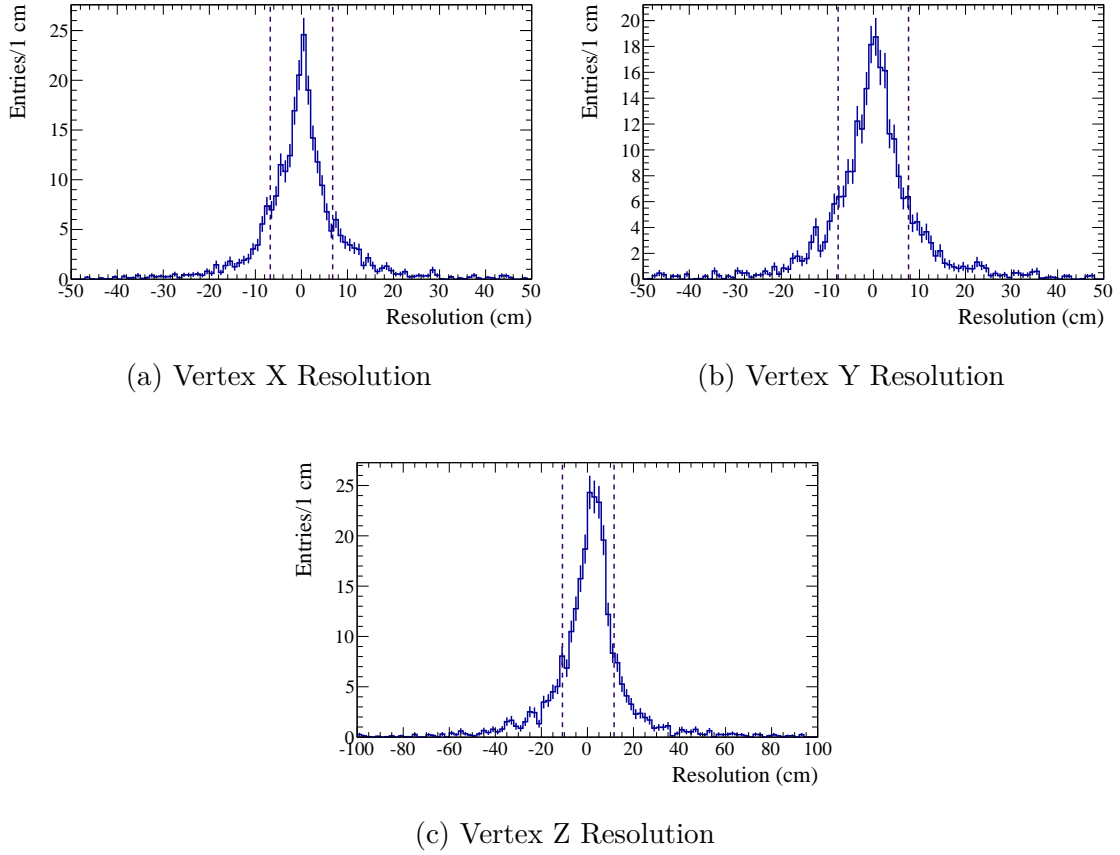 Entries/1 cm
25
20
15
10
5
0
-50 -40 -30 -20 -10 0 10 20 30 40 50
Resolution (cm)
(a) Vertex X Resolution
Entries/1 cm
20
18
16
14
12
10
8
6
4
2
0
-50 -40 -30 -20 -10 0 10 20 30 40 50
Resolution (cm)
(b) Vertex Y Resolution
Entries/1 cm
25
20
15
10
5
0
-100 -80 -60 -40 -20 0 20 40 60 80 100
Resolution (cm)
(c) Vertex Z Resolution